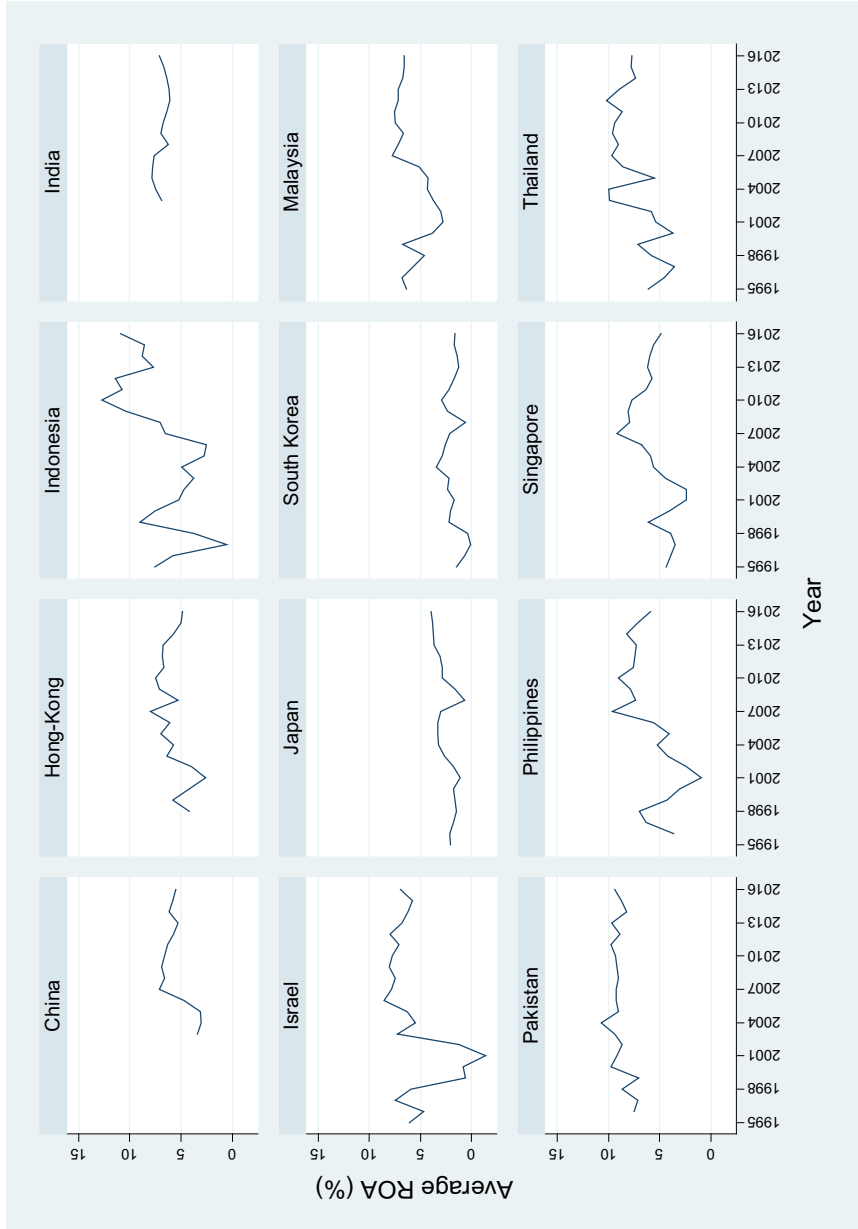 China
Hong-Kong
Indonesia
India
15
10
5
0
Israel
Japan
South Korea
Malaysia
15
10
5
0
Pakistan
Philippines
Singapore
Thailand
15
10
5
0
1995 1998 2001 2004 2007 2010 2013 2016
1995 1998 2001 2004 2007 2010 2013 2016
1995 1998 2001 2004 2007 2010 2013 2016
1995 1998 2001 2004 2007 2010 2013 2016
Average ROA (%)
Year